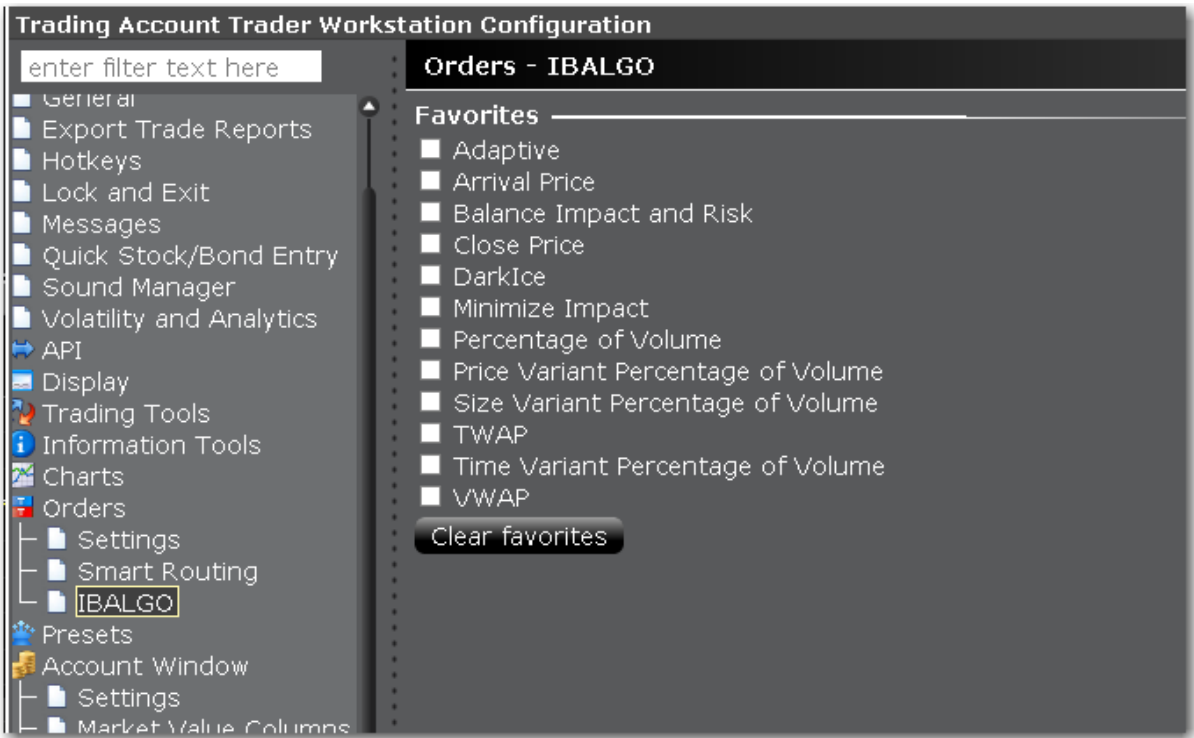 Trading Account Trader Workstation Configuration
enter filter text here
General
Export Trade Reports
Hotkeys
Lock and Exit
Messages
Quick Stock/Bond Entry
Sound Manager
Volatility and Analytics
API
Display
Trading Tools
Information Tools
Charts
Orders
Settings
Smart Routing
IBALGO
Presets
Account Window
Settings
Market Value Columns
Orders - IBALGO
Favorites
Adaptive
Arrival Price
Balance Impact and Risk
Close Price
DarkIce
Minimize Impact
Percentage of Volume
Price Variant Percentage of Volume
Size Variant Percentage of Volume
TWAP
Time Variant Percentage of Volume
VWAP
Clear favorites